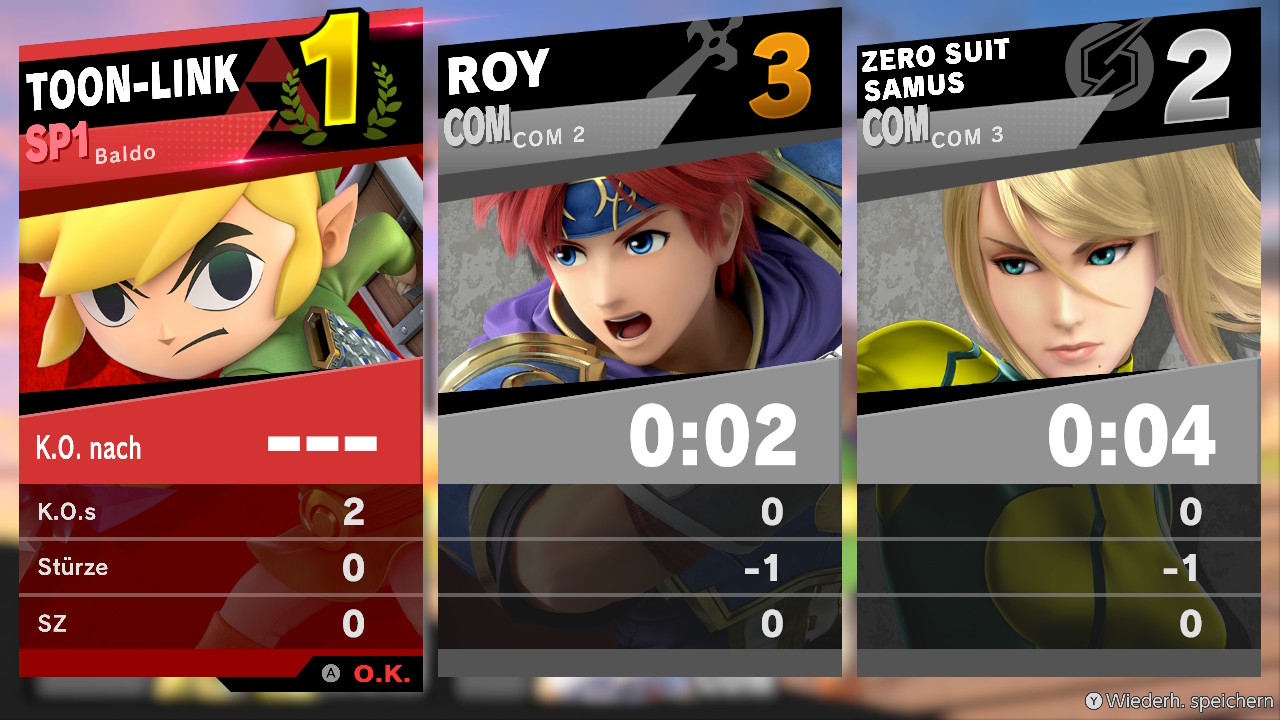 TOON-LINK
1
SP1 Baldo
K.O. nach ---
K.O.s 2
Stürze 0
SZ 0
A O.K.
ROY
3
COM COM 2
0:02
0
-1
0
ZERO SUIT
SAMUS
2
COM COM 3
0:04
0
-1
0
Y Wiederh. speichern